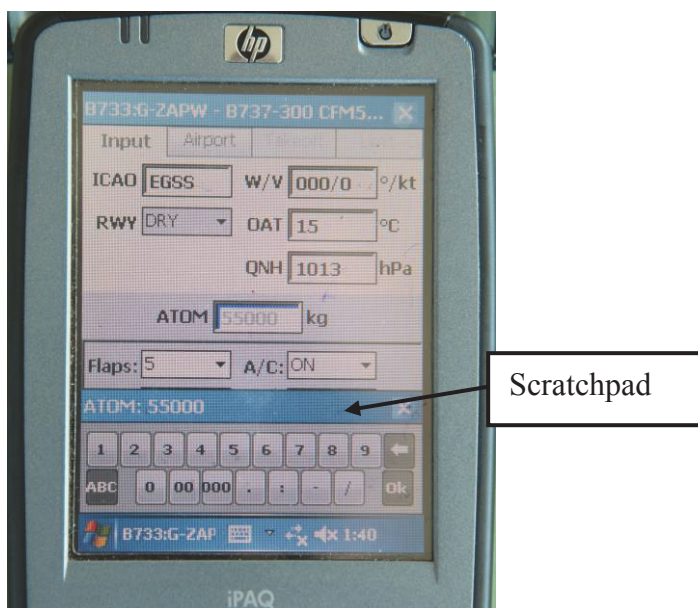 hp
B733:G-ZAPW - B737-300 CFM5... X
Input Airport
ICAO EGSS W/V 000/0 °/kt
RWY DRY OAT 15 °C
QNH 1013 hPa
ATOM 55000 kg
Flaps: 5 A/C: ON
Scratchpad
ATOM: 55000 X
1 2 3 4 5 6 7 8 9
ABC 0 00 000 . : - / Ok
B733:G-ZAP 1:40
iPAQ